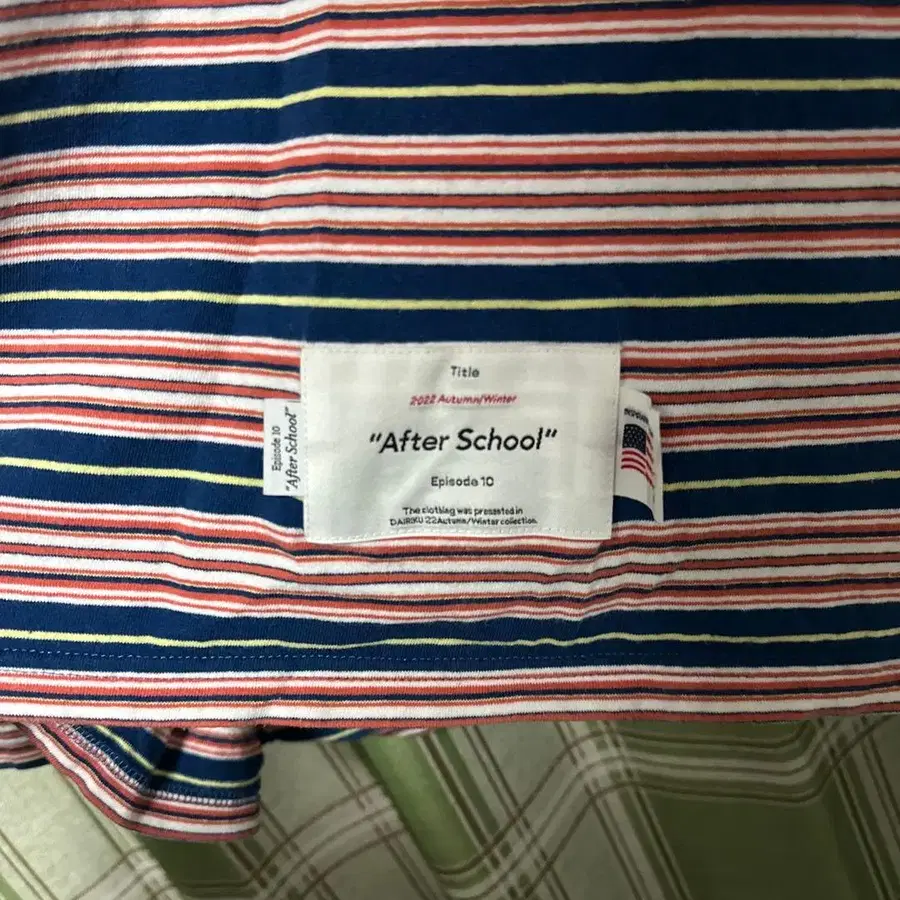 Title
2022 Autumn/Winter
"After School"
Episode 10
The clothing was presented in
DAIRIKU 22Autumn/Winter collection.
Episode 10
"After School"